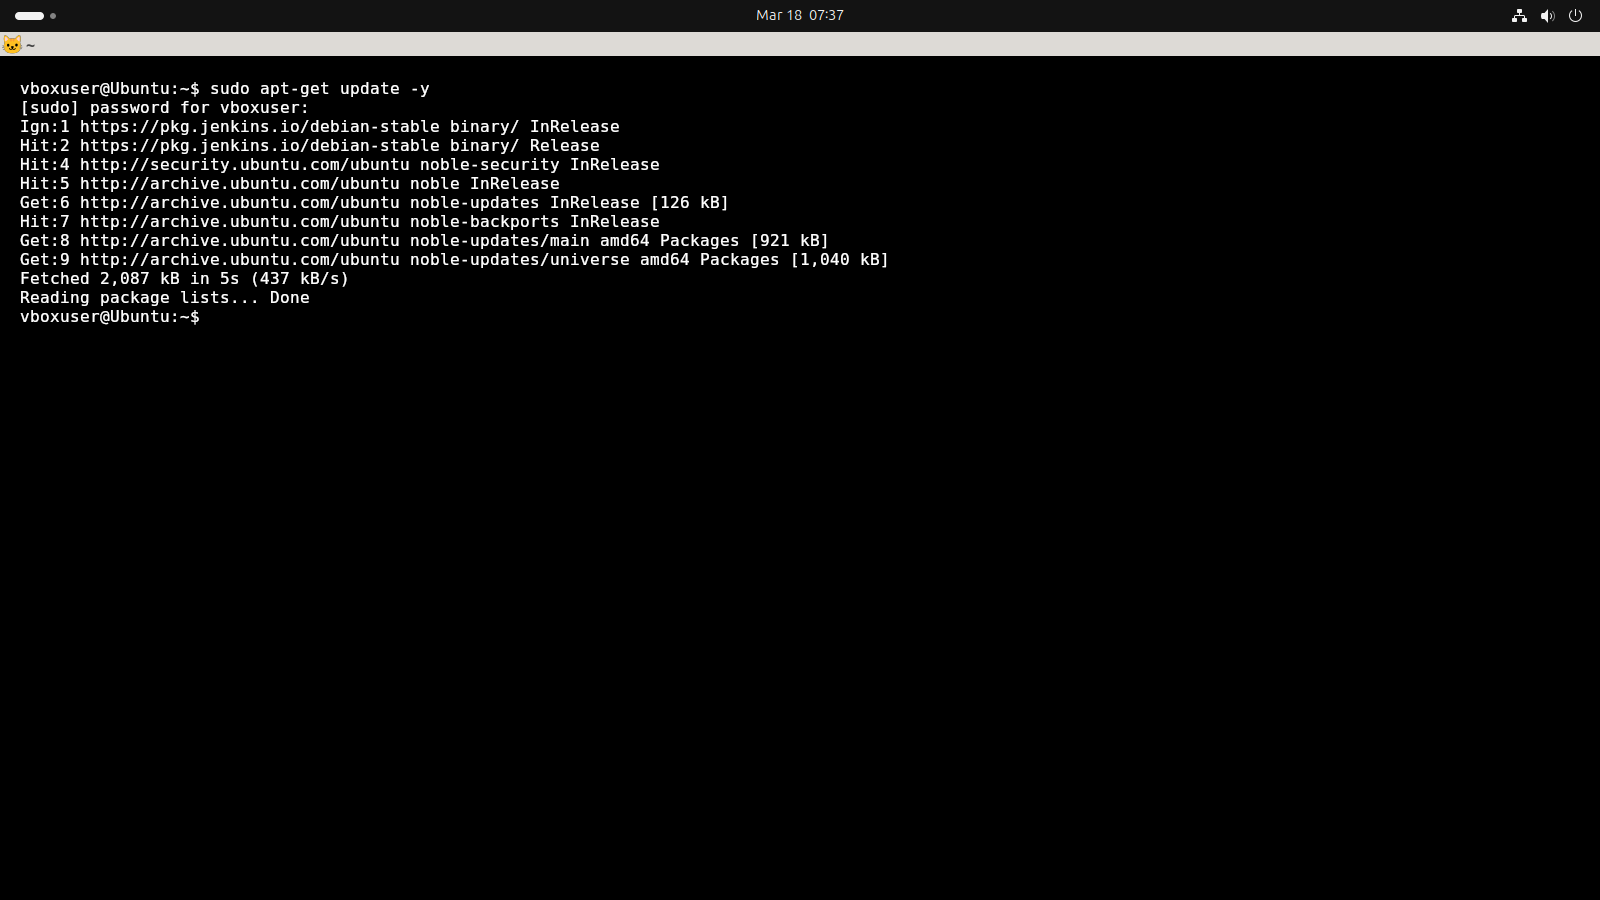 Mar 18 07:37
~
vboxuser@Ubuntu:~$ sudo apt-get update -y
[sudo] password for vboxuser:
Ign:1 https://pkg.jenkins.io/debian-stable binary/ InRelease
Hit:2 https://pkg.jenkins.io/debian-stable binary/ Release
Hit:4 http://security.ubuntu.com/ubuntu noble-security InRelease
Hit:5 http://archive.ubuntu.com/ubuntu noble InRelease
Get:6 http://archive.ubuntu.com/ubuntu noble-updates InRelease [126 kB]
Hit:7 http://archive.ubuntu.com/ubuntu noble-backports InRelease
Get:8 http://archive.ubuntu.com/ubuntu noble-updates/main amd64 Packages [921 kB]
Get:9 http://archive.ubuntu.com/ubuntu noble-updates/universe amd64 Packages [1,040 kB]
Fetched 2,087 kB in 5s (437 kB/s)
Reading package lists... Done
vboxuser@Ubuntu:~$